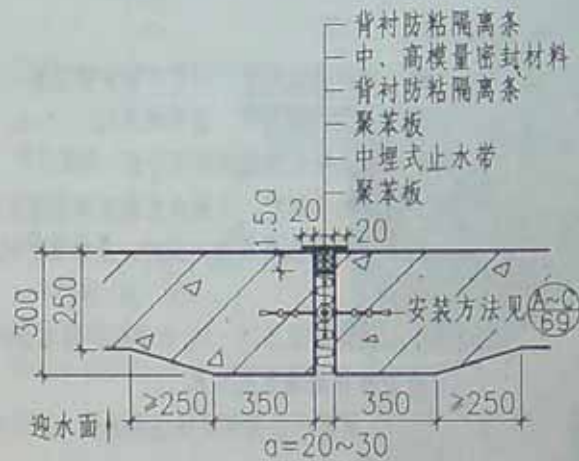 背衬防粘隔离条
中、高模量密封材料
背衬防粘隔离条
聚苯板
中埋式止水带
聚苯板
20 20
1.5a
300
250
安装方法见 A~C
69
≥250 350 350 ≥250
迎水面
a=20~30